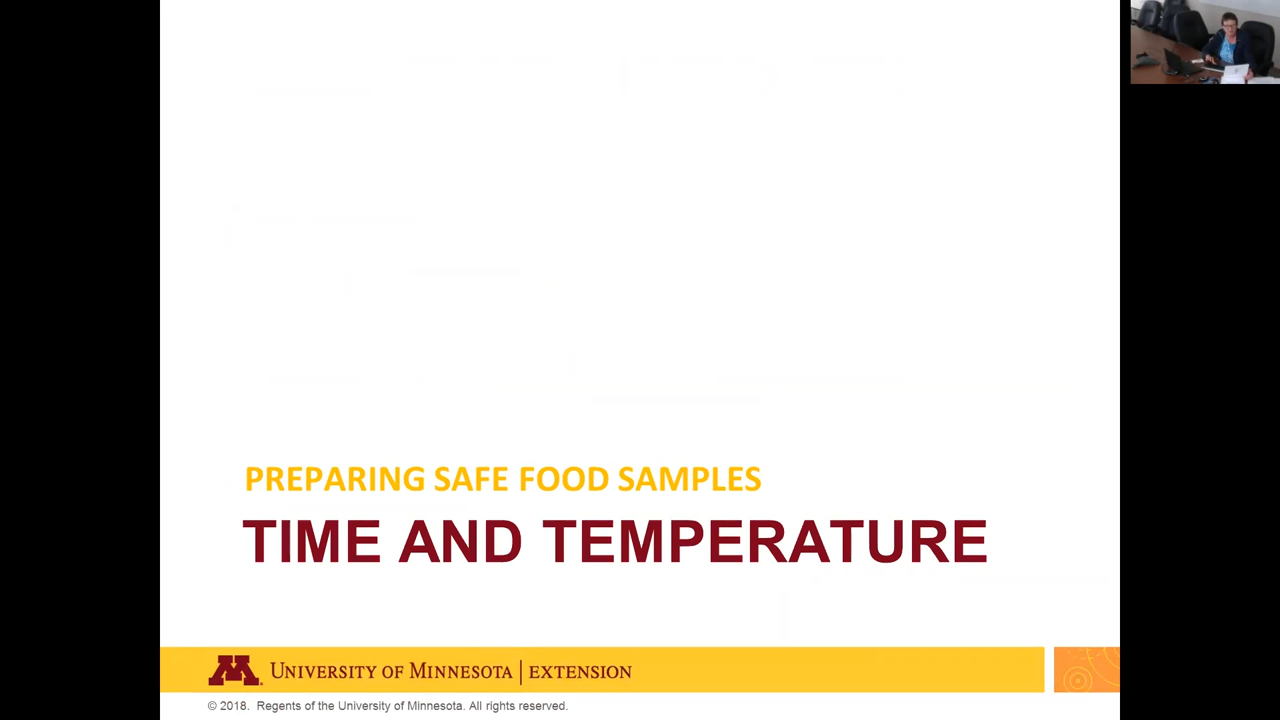 PREPARING SAFE FOOD SAMPLES
TIME AND TEMPERATURE
M UNIVERSITY OF MINNESOTA | EXTENSION
© 2018. Regents of the University of Minnesota. All rights reserved.